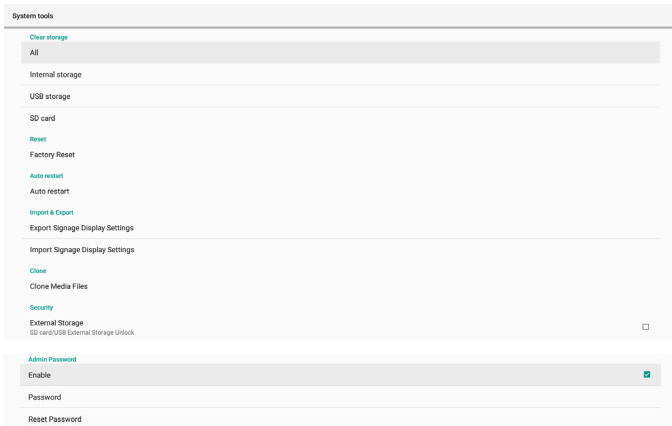 System tools
Clear storage
All
Internal storage
USB storage
SD card
Reset
Factory Reset
Auto restart
Auto restart
Import & Export
Export Signage Display Settings
Import Signage Display Settings
Clone
Clone Media Files
Security
External Storage
SD card/USB External Storage Unlock
Admin Password
Enable
Password
Reset Password